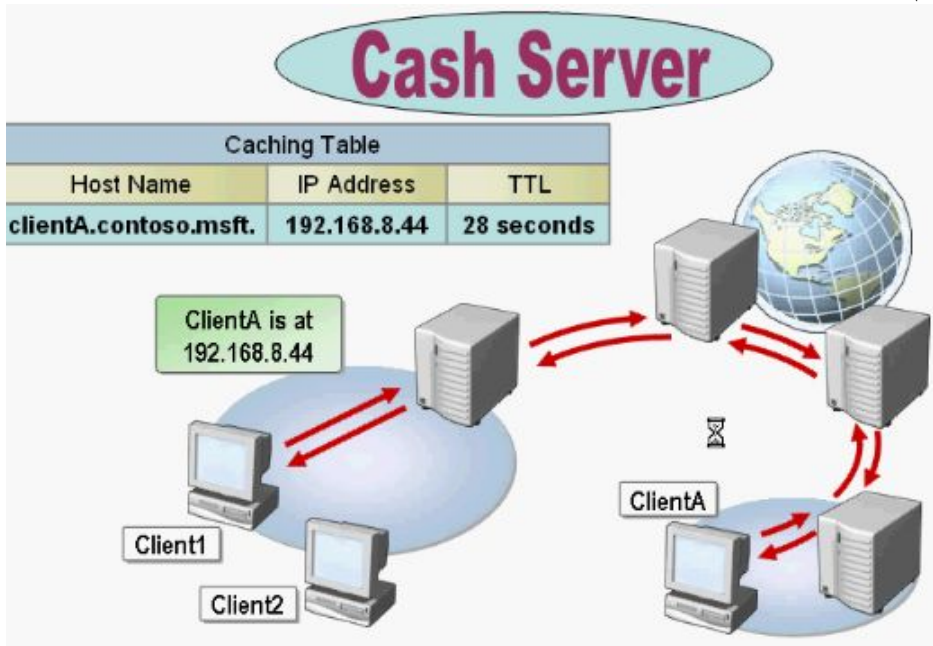 Cash Server
Caching Table
Host Name IP Address TTL
clientA.contoso.msft. 192.168.8.44 28 seconds
ClientA is at
192.168.8.44
ClientA
Client1
Client2